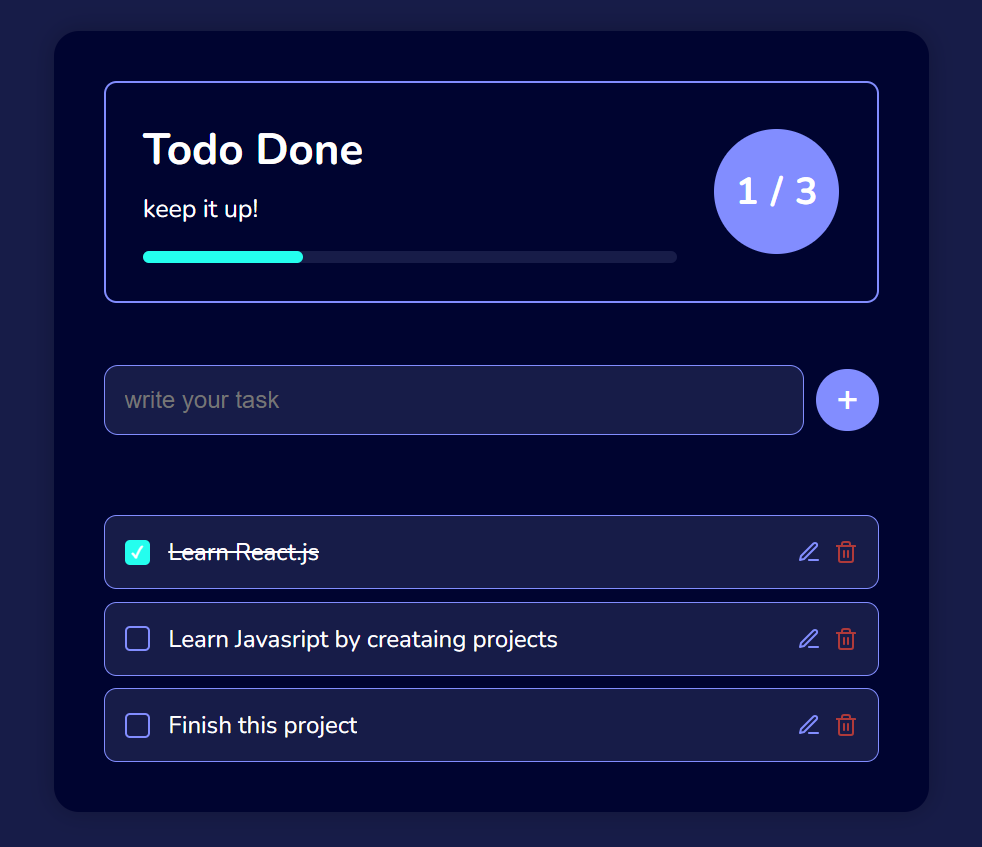 Todo Done
keep it up!
1 / 3
write your task
+
Learn React.js
Learn Javasript by creataing projects
Finish this project